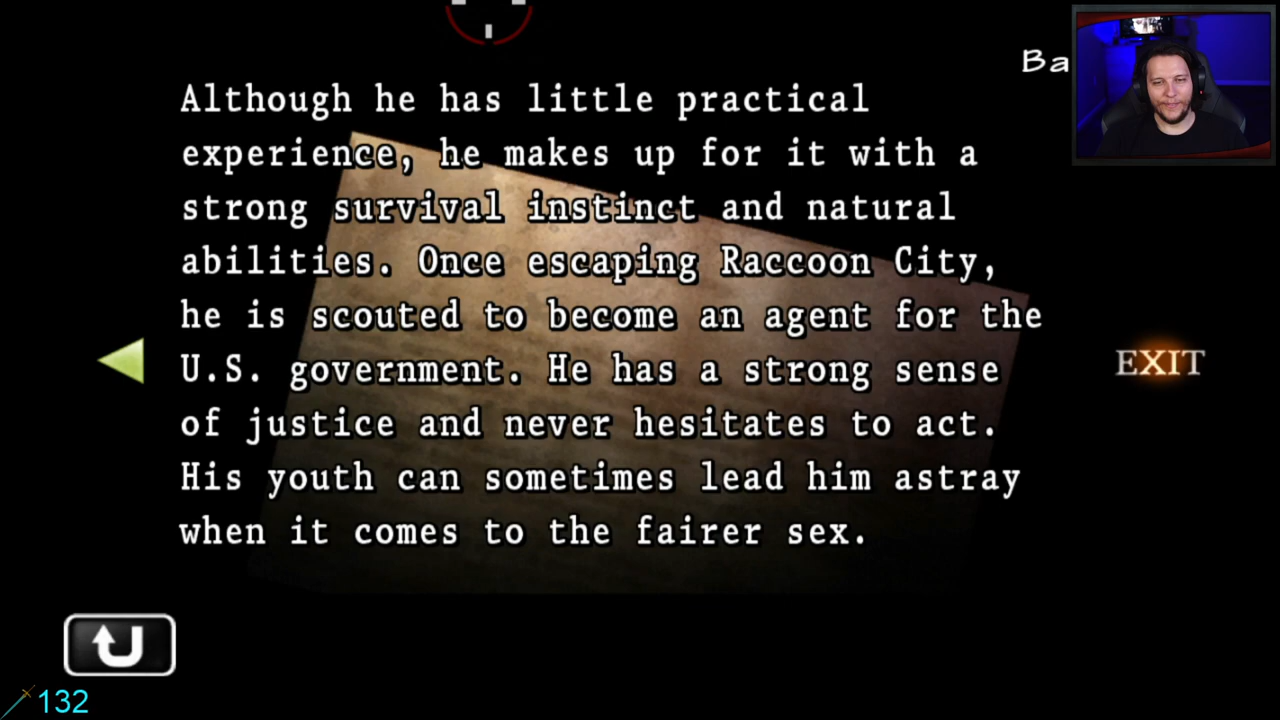 Ba
Although he has little practical
experience, he makes up for it with a
strong survival instinct and natural
abilities. Once escaping Raccoon City,
he is scouted to become an agent for the
U.S. government. He has a strong sense
of justice and never hesitates to act.
His youth can sometimes lead him astray
when it comes to the fairer sex.
EXIT
132